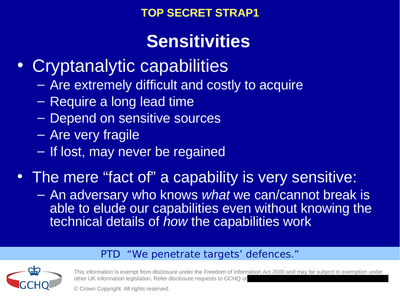 TOP SECRET STRAP1
Sensitivities
• Cryptanalytic capabilities
– Are extremely difficult and costly to acquire
– Require a long lead time
– Depend on sensitive sources
– Are very fragile
– If lost, may never be regained
• The mere “fact of” a capability is very sensitive:
– An adversary who knows what we can/cannot break is
able to elude our capabilities even without knowing the
technical details of how the capabilities work
PTD “We penetrate targets’ defences.”
GCHQ
This information is exempt from disclosure under the Freedom of Information Act 2000 and may be subject to exemption under
other UK information legislation. Refer disclosure requests to GCHQ on
© Crown Copyright. All rights reserved.